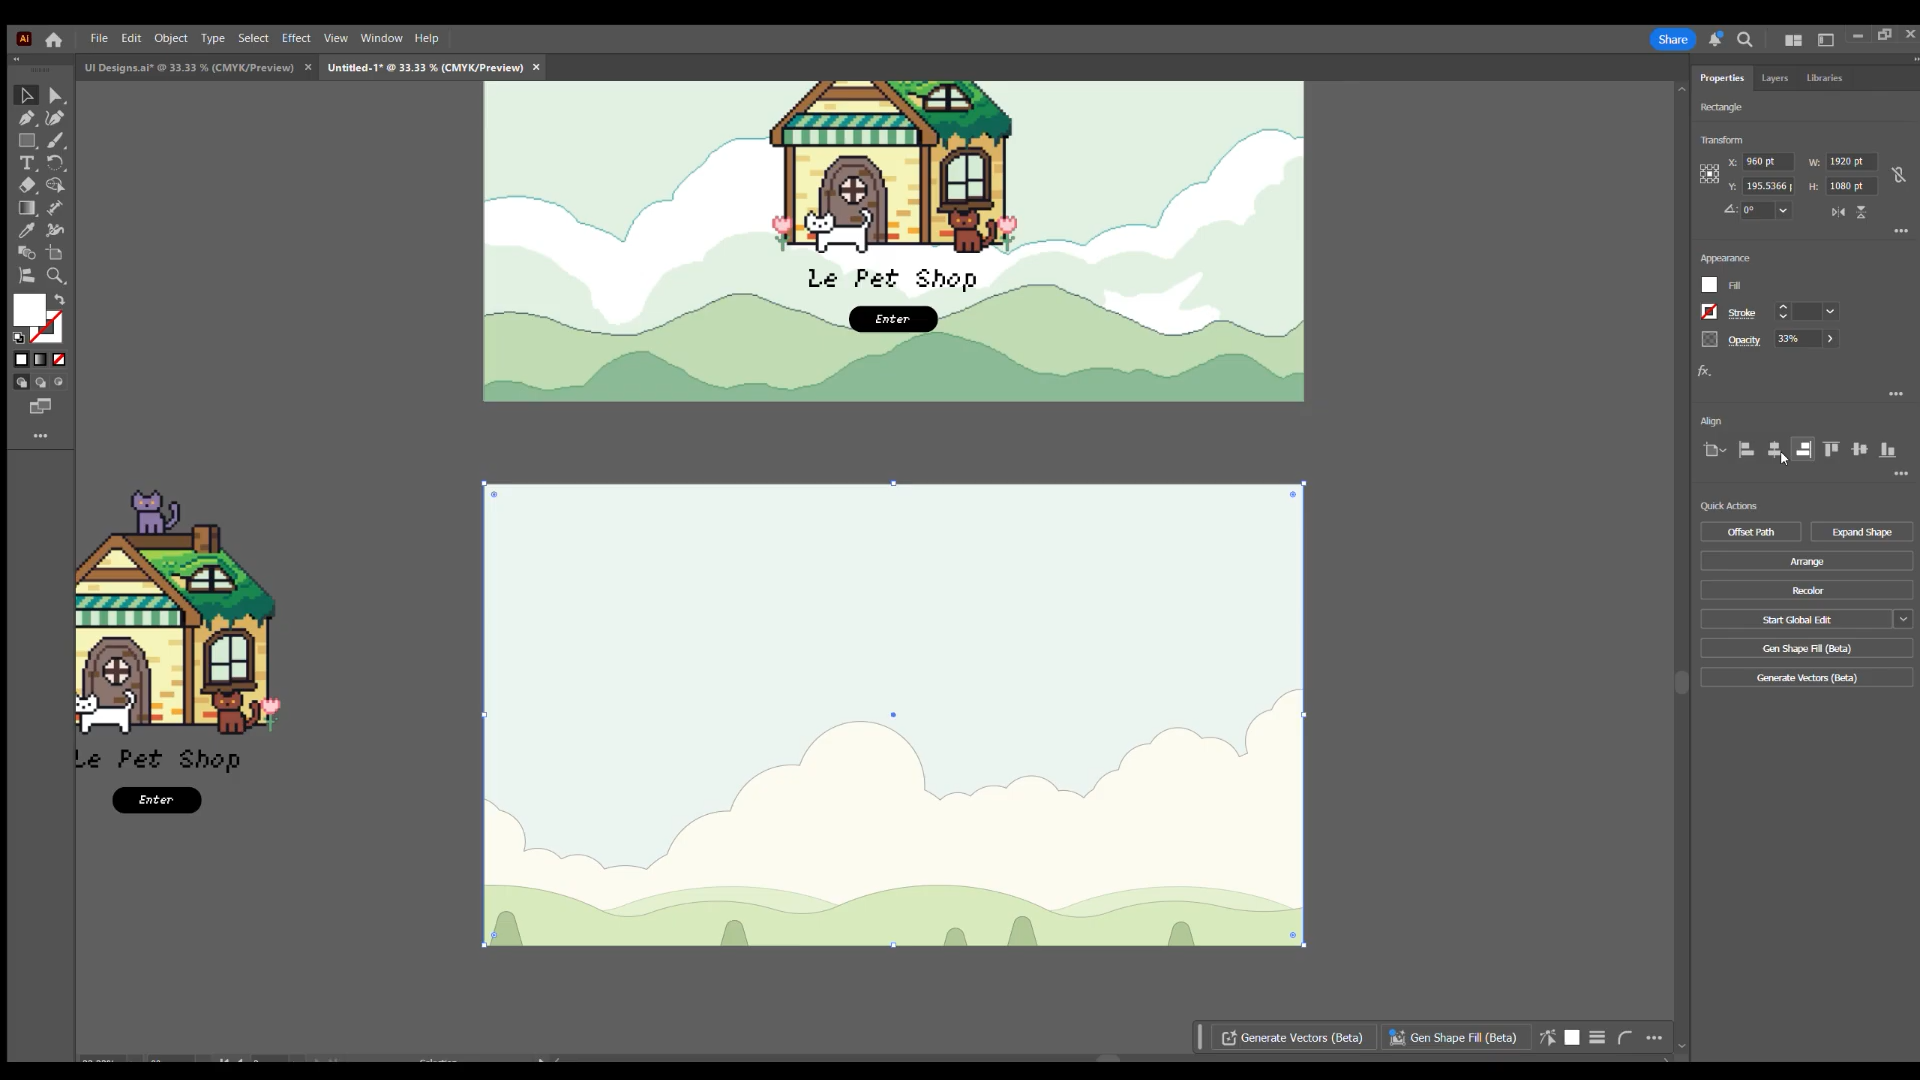 Ai File Edit Object Type Select Effect View Window Help Share
UI Designs.ai* @ 33.33 % (CMYK/Preview) × Untitled-1* @ 33.33 % (CMYK/Preview) ×
Properties Layers Libraries
Rectangle
Transform
X: 960 pt W: 1920 pt
Y: 195.5366 H: 1080 pt
0°
Appearance
Fill
Stroke
Opacity 33%
fx.
Align
Quick Actions
Offset Path Expand Shape
Arrange
Recolor
Start Global Edit
Gen Shape Fill (Beta)
Generate Vectors (Beta)
Le Pet Shop
Enter
Le Pet Shop
Enter
Generate Vectors (Beta) Gen Shape Fill (Beta)